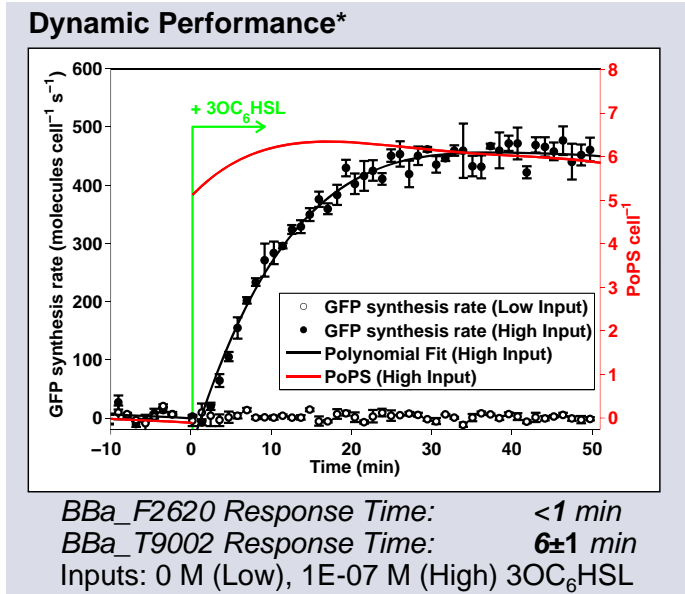 Dynamic Performance*
600
500
400
300
200
100
0
GFP synthesis rate (molecules cell⁻¹ s⁻¹)
+ 3OC₆HSL
8
7
6
5
4
3
2
1
0
PoPS cell⁻¹
GFP synthesis rate (Low Input)
GFP synthesis rate (High Input)
Polynomial Fit (High Input)
PoPS (High Input)
−10 0 10 20 30 40 50
Time (min)
BBa_F2620 Response Time: <1 min
BBa_T9002 Response Time: 6±1 min
Inputs: 0 M (Low), 1E-07 M (High) 3OC₆HSL